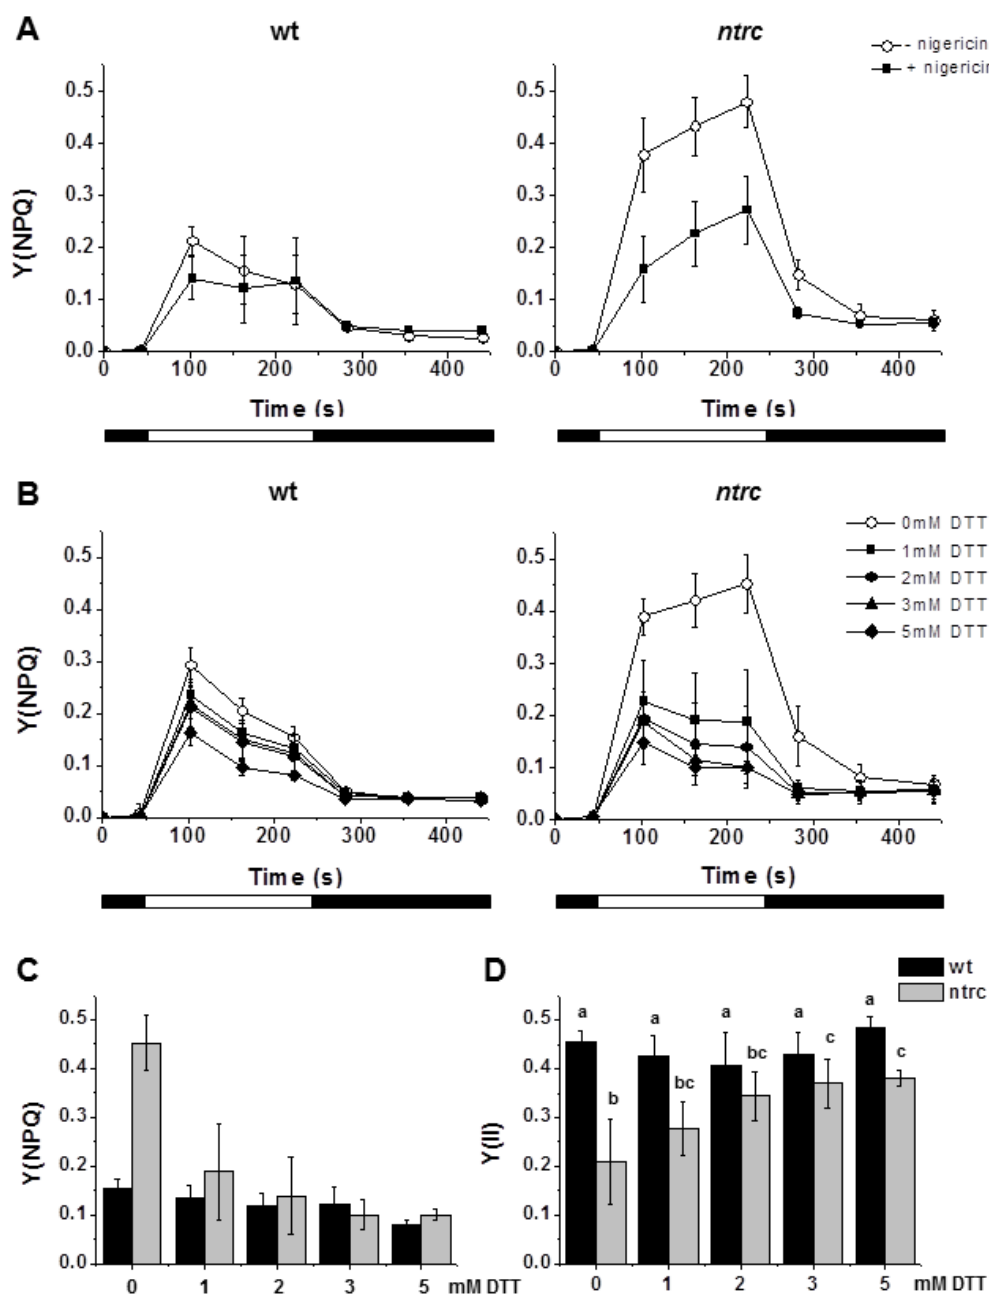 A
wt
ntrc
- nigericin
+ nigericin
Y(NPQ)
0.5
0.4
0.3
0.2
0.1
0.0
0 100 200 300 400
Time (s)
0.5
0.4
0.3
0.2
0.1
0.0
0 100 200 300 400
Time (s)
B
wt
ntrc
0mM DTT
1mM DTT
2mM DTT
3mM DTT
5mM DTT
Y(NPQ)
0.5
0.4
0.3
0.2
0.1
0.0
0 100 200 300 400
Time (s)
0.5
0.4
0.3
0.2
0.1
0.0
0 100 200 300 400
Time (s)
C
Y(NPQ)
0.5
0.4
0.3
0.2
0.1
0.0
0 1 2 3 5 mM DTT
D
wt
ntrc
Y(II)
0.5
0.4
0.3
0.2
0.1
0.0
a b a bc a bc a c a c
0 1 2 3 5 mM DTT